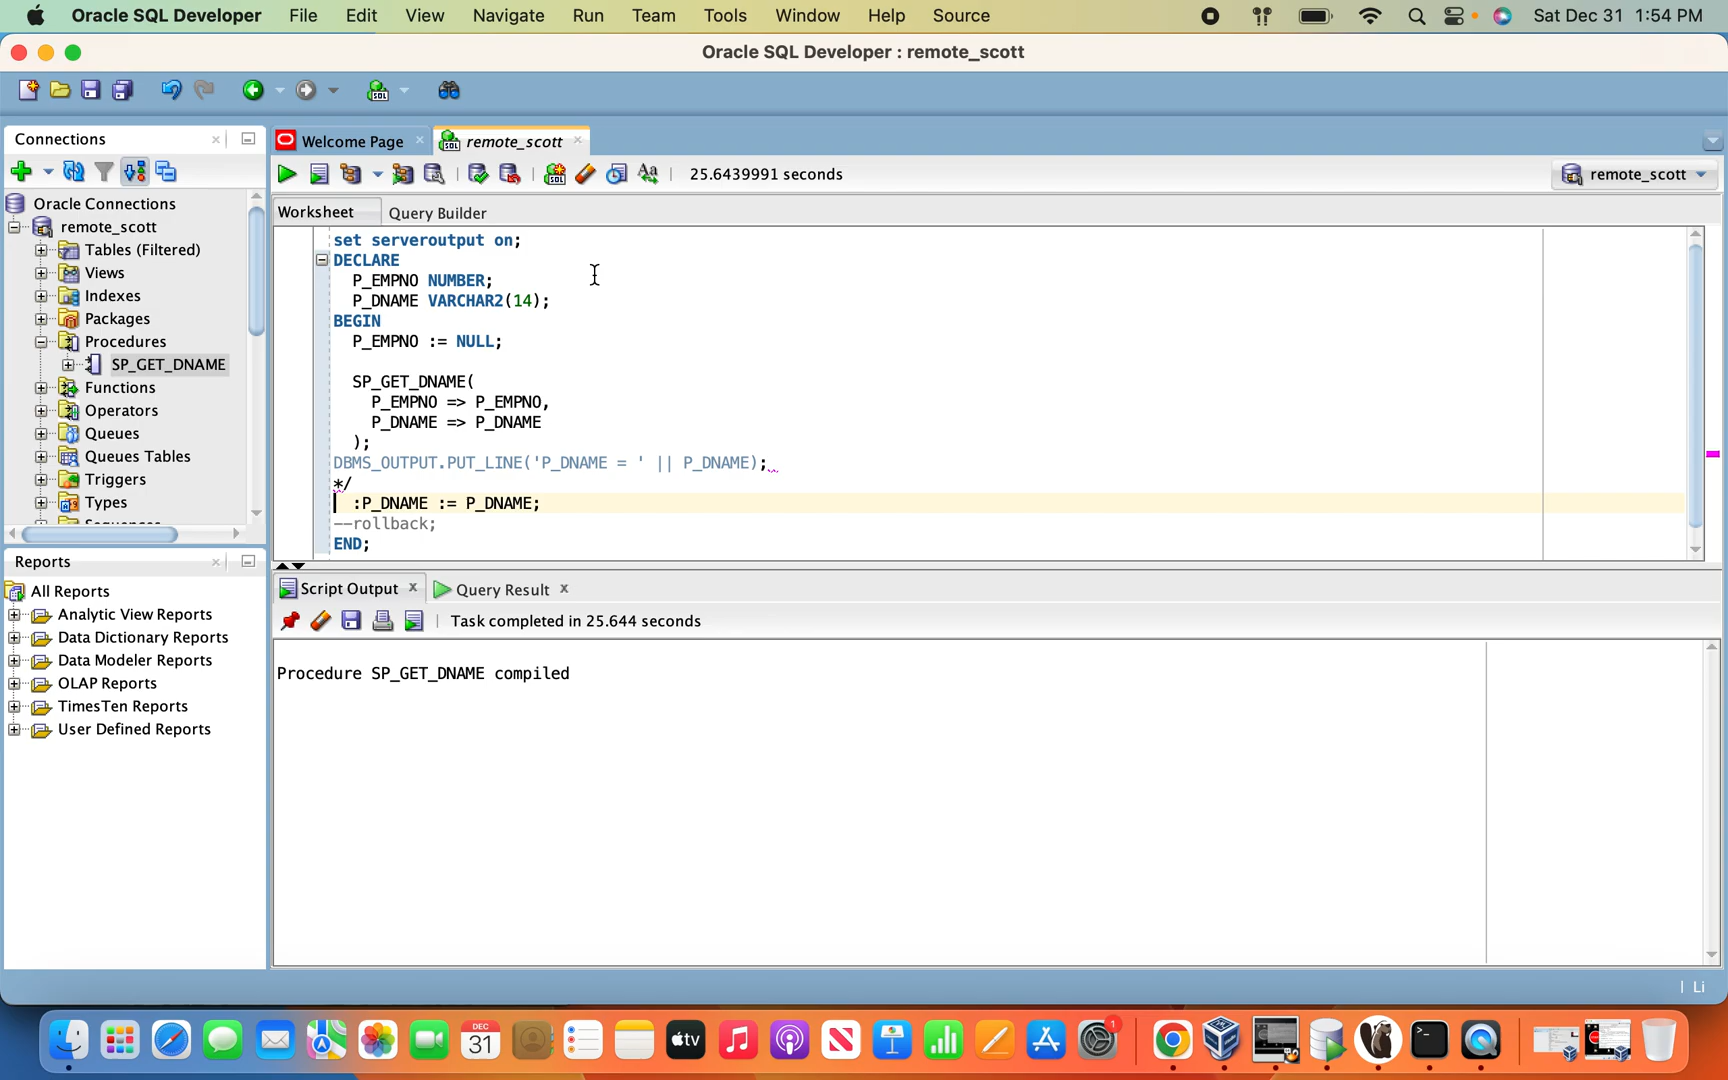 Oracle SQL Developer File Edit View Navigate Run Team Tools Window Help Source Sat Dec 31 1:54 PM
Oracle SQL Developer : remote_scott
Connections
Welcome Page
remote_scott
25.6439991 seconds
remote_scott
Worksheet Query Builder
Oracle Connections
remote_scott
Tables (Filtered)
Views
Indexes
Packages
Procedures
SP_GET_DNAME
Functions
Operators
Queues
Queues Tables
Triggers
Types
set serveroutput on;
DECLARE
P_EMPNO NUMBER;
P_DNAME VARCHAR2(14);
BEGIN
P_EMPNO := NULL;
SP_GET_DNAME(
P_EMPNO => P_EMPNO,
P_DNAME => P_DNAME
);
DBMS_OUTPUT.PUT_LINE('P_DNAME = ' || P_DNAME);
*/
:P_DNAME := P_DNAME;
--rollback;
END;
Reports
All Reports
Analytic View Reports
Data Dictionary Reports
Data Modeler Reports
OLAP Reports
TimesTen Reports
User Defined Reports
Script Output
Query Result
Task completed in 25.644 seconds
Procedure SP_GET_DNAME compiled
Li
DEC
31
tv
1